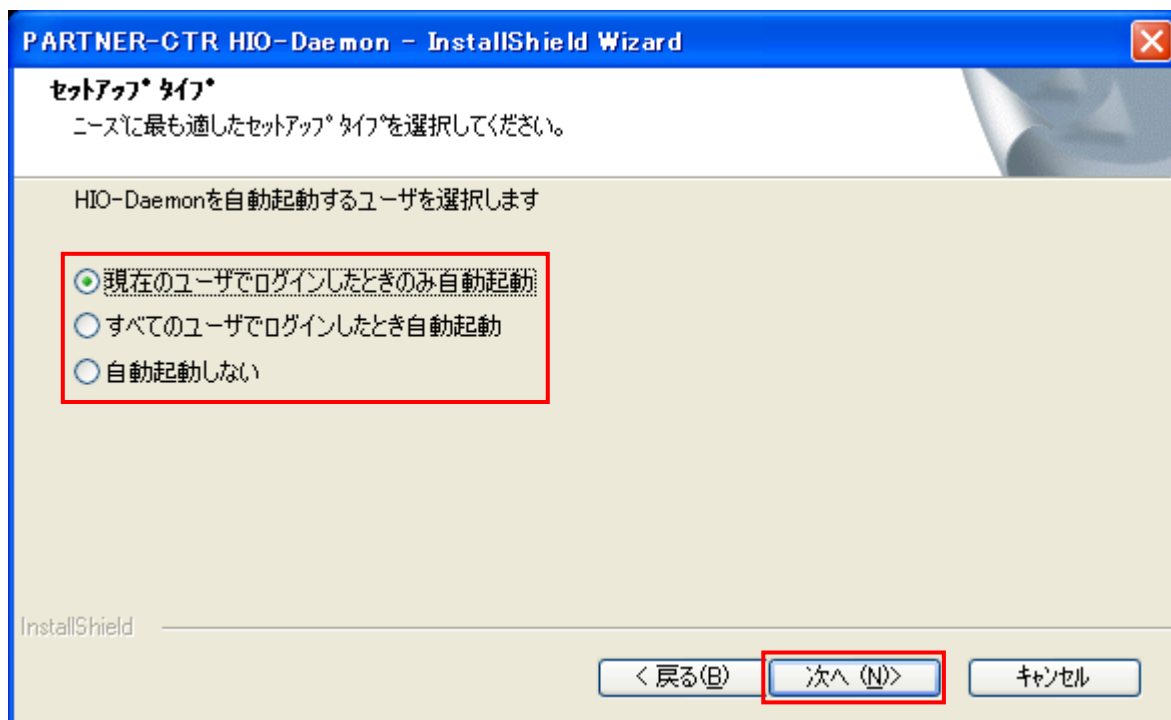 PARTNER-CTR HIO-Daemon - InstallShield Wizard
セットアップ タイプ
ニーズに最も適したセットアップ タイプを選択してください。
HIO-Daemonを自動起動するユーザを選択します
現在のユーザでログインしたときのみ自動起動
すべてのユーザでログインしたとき自動起動
自動起動しない
InstallShield
< 戻る(B)
次へ (N)>
キャンセル